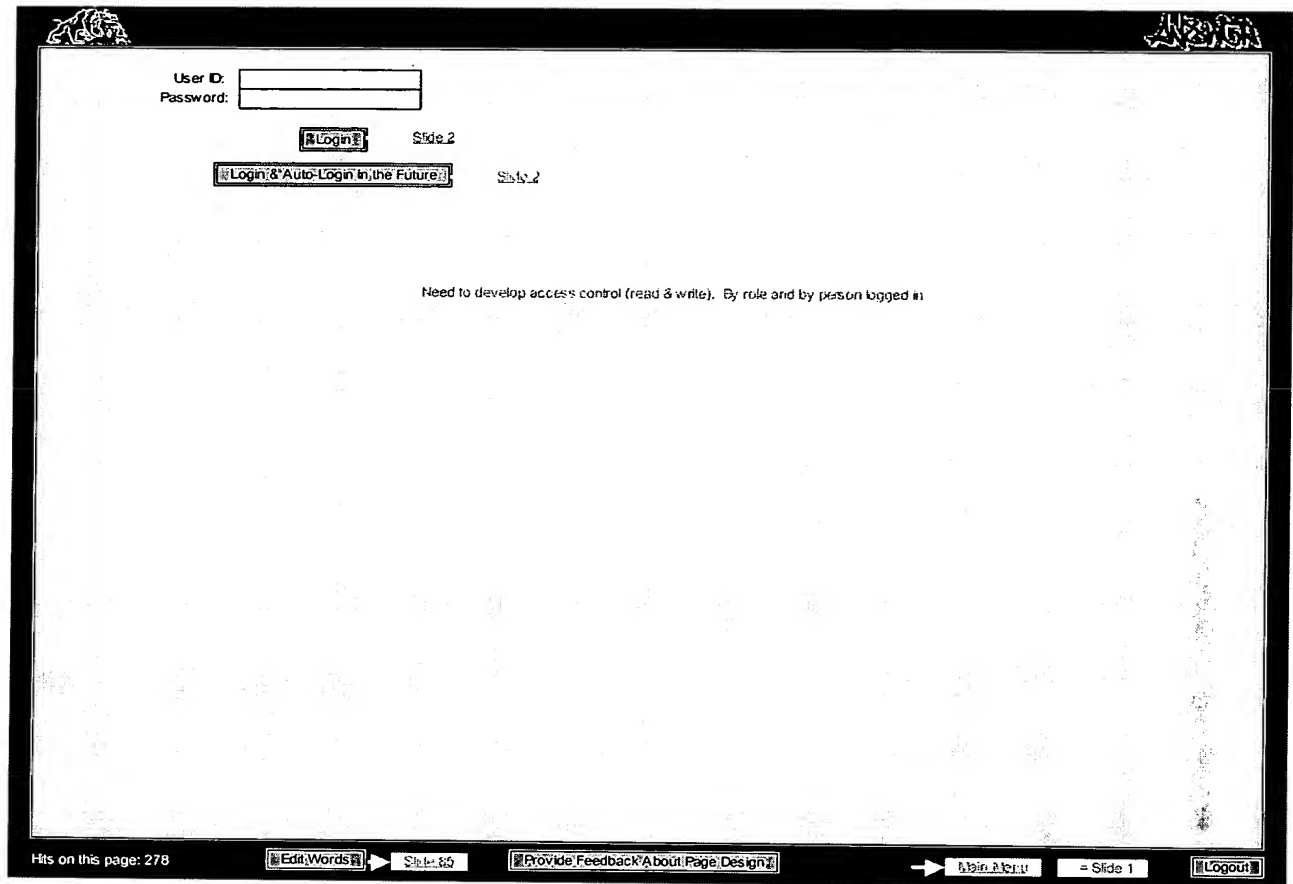 User ID:
Password:
Login Slide 2
Login & Auto-Login in the Future Slide 2
Need to develop access control (read & write). By role and by person logged in
Hits on this page: 278 Edit Words Slide 85 Provide Feedback About Page Design Main Menu = Slide 1 Logout